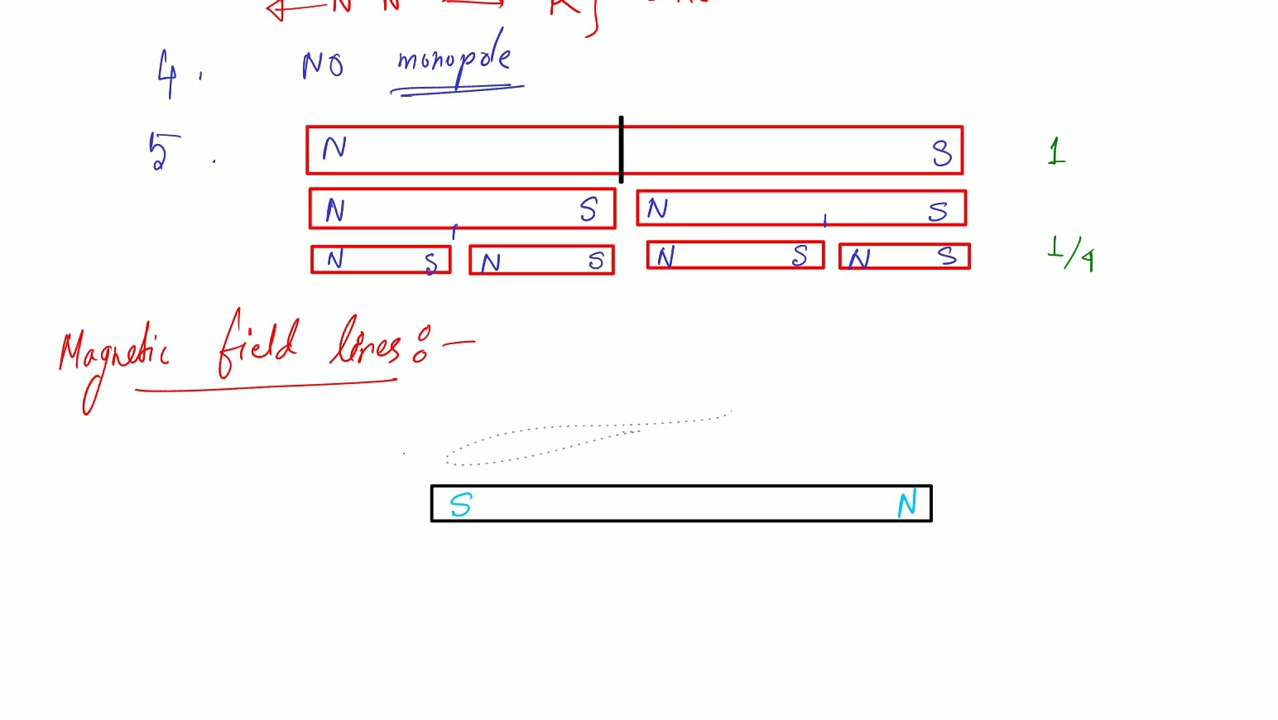 N N
4. NO monopole
5. N S 1
N S N S
N S N S N S N S 1/4
Magnetic field lines:-
S N